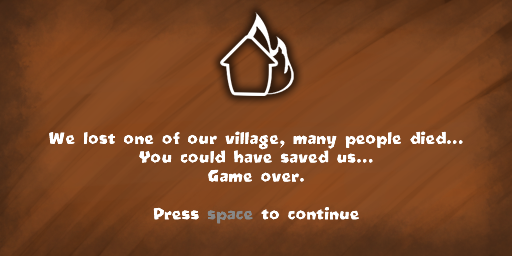 We lost one of our village, many people died...
You could have saved us...
Game over.
Press space to continue